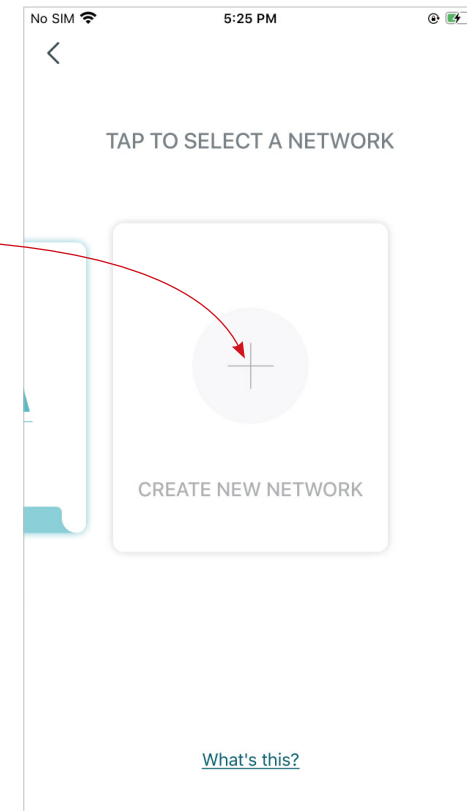 No SIM 5:25 PM
TAP TO SELECT A NETWORK
CREATE NEW NETWORK
What's this?